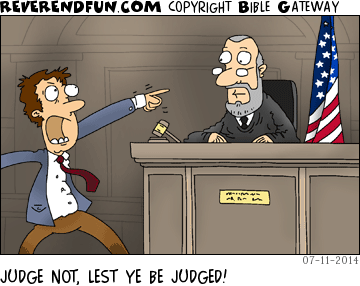 REVERENDFUN.COM COPYRIGHT BIBLE GATEWAY
07-11-2014
JUDGE NOT, LEST YE BE JUDGED!